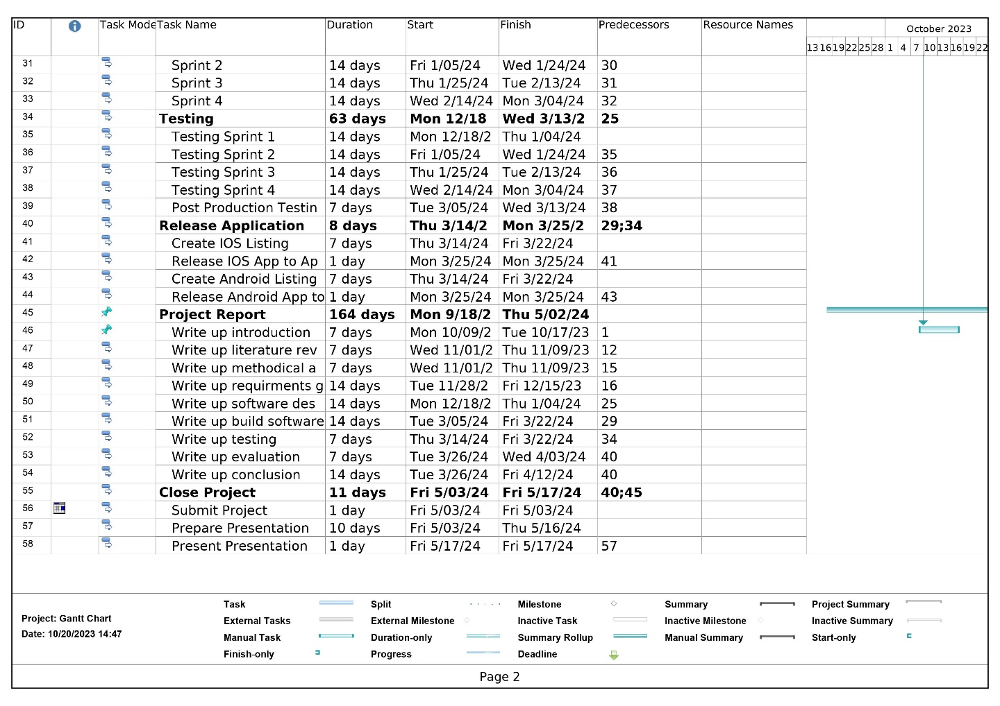 ID Task Mode Task Name Duration Start Finish Predecessors Resource Names October 2023
13 16 19 22 25 28 1 4 7 10 13 16 19 22
31 Sprint 2 14 days Fri 1/05/24 Wed 1/24/24 30
32 Sprint 3 14 days Thu 1/25/24 Tue 2/13/24 31
33 Sprint 4 14 days Wed 2/14/24 Mon 3/04/24 32
34 Testing 63 days Mon 12/18 Wed 3/13/2 25
35 Testing Sprint 1 14 days Mon 12/18/2 Thu 1/04/24
36 Testing Sprint 2 14 days Fri 1/05/24 Wed 1/24/24 35
37 Testing Sprint 3 14 days Thu 1/25/24 Tue 2/13/24 36
38 Testing Sprint 4 14 days Wed 2/14/24 Mon 3/04/24 37
39 Post Production Testin 7 days Tue 3/05/24 Wed 3/13/24 38
40 Release Application 8 days Thu 3/14/2 Mon 3/25/2 29;34
41 Create IOS Listing 7 days Thu 3/14/24 Fri 3/22/24
42 Release IOS App to Ap 1 day Mon 3/25/24 Mon 3/25/24 41
43 Create Android Listing 7 days Thu 3/14/24 Fri 3/22/24
44 Release Android App to 1 day Mon 3/25/24 Mon 3/25/24 43
45 Project Report 164 days Mon 9/18/2 Thu 5/02/24
46 Write up introduction 7 days Mon 10/09/2 Tue 10/17/23 1
47 Write up literature rev 7 days Wed 11/01/2 Thu 11/09/23 12
48 Write up methodical a 7 days Wed 11/01/2 Thu 11/09/23 15
49 Write up requirments g 14 days Tue 11/28/2 Fri 12/15/23 16
50 Write up software des 14 days Mon 12/18/2 Thu 1/04/24 25
51 Write up build software 14 days Tue 3/05/24 Fri 3/22/24 29
52 Write up testing 7 days Thu 3/14/24 Fri 3/22/24 34
53 Write up evaluation 7 days Tue 3/26/24 Wed 4/03/24 40
54 Write up conclusion 14 days Tue 3/26/24 Fri 4/12/24 40
55 Close Project 11 days Fri 5/03/24 Fri 5/17/24 40;45
56 Submit Project 1 day Fri 5/03/24 Fri 5/03/24
57 Prepare Presentation 10 days Fri 5/03/24 Thu 5/16/24
58 Present Presentation 1 day Fri 5/17/24 Fri 5/17/24 57
Project: Gantt Chart
Date: 10/20/2023 14:47
Task Split Milestone Summary Project Summary
External Tasks External Milestone Inactive Task Inactive Milestone Inactive Summary
Manual Task Duration-only Summary Rollup Manual Summary Start-only
Finish-only Progress Deadline
Page 2